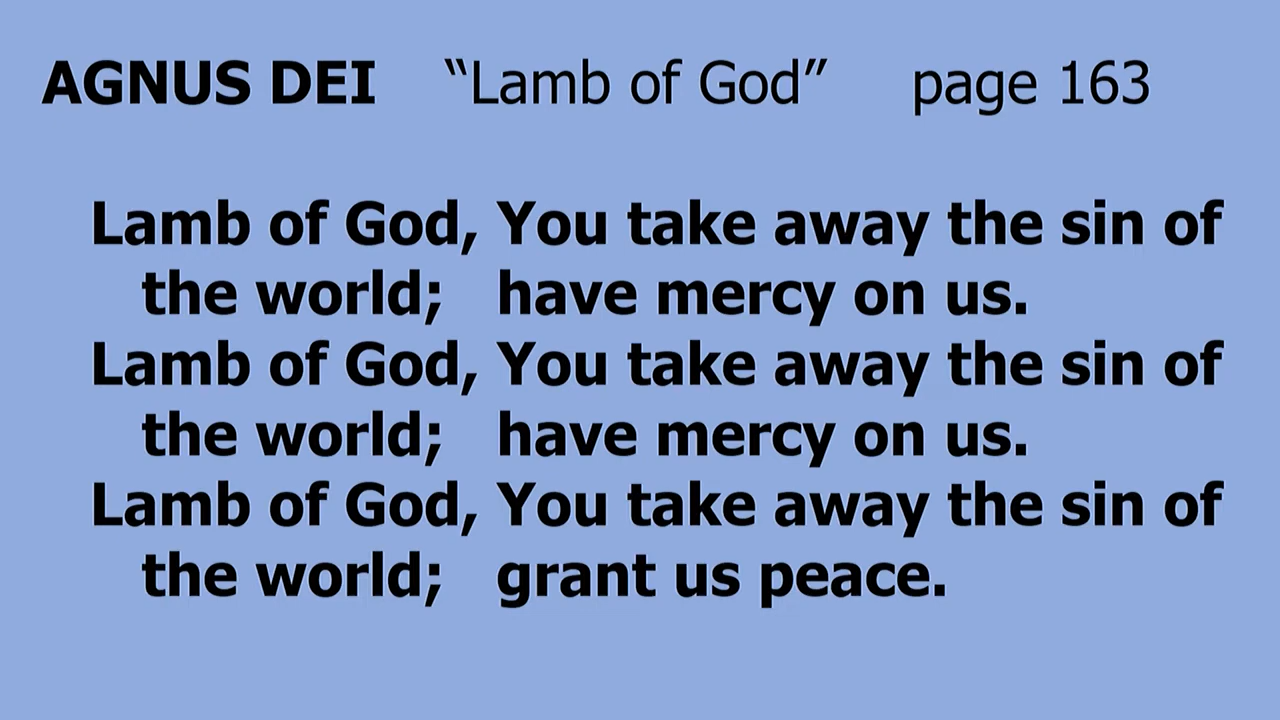 AGNUS DEI “Lamb of God” page 163
Lamb of God, You take away the sin of
the world; have mercy on us.
Lamb of God, You take away the sin of
the world; have mercy on us.
Lamb of God, You take away the sin of
the world; grant us peace.